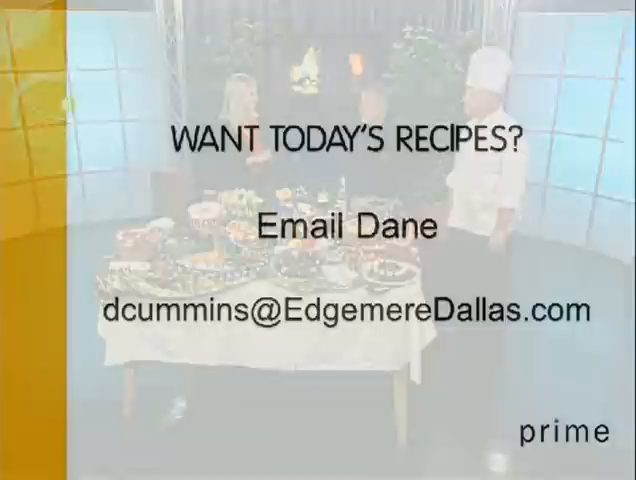 WANT TODAY'S RECIPES?
Email Dane
dcummins@EdgemereDallas.com
prime